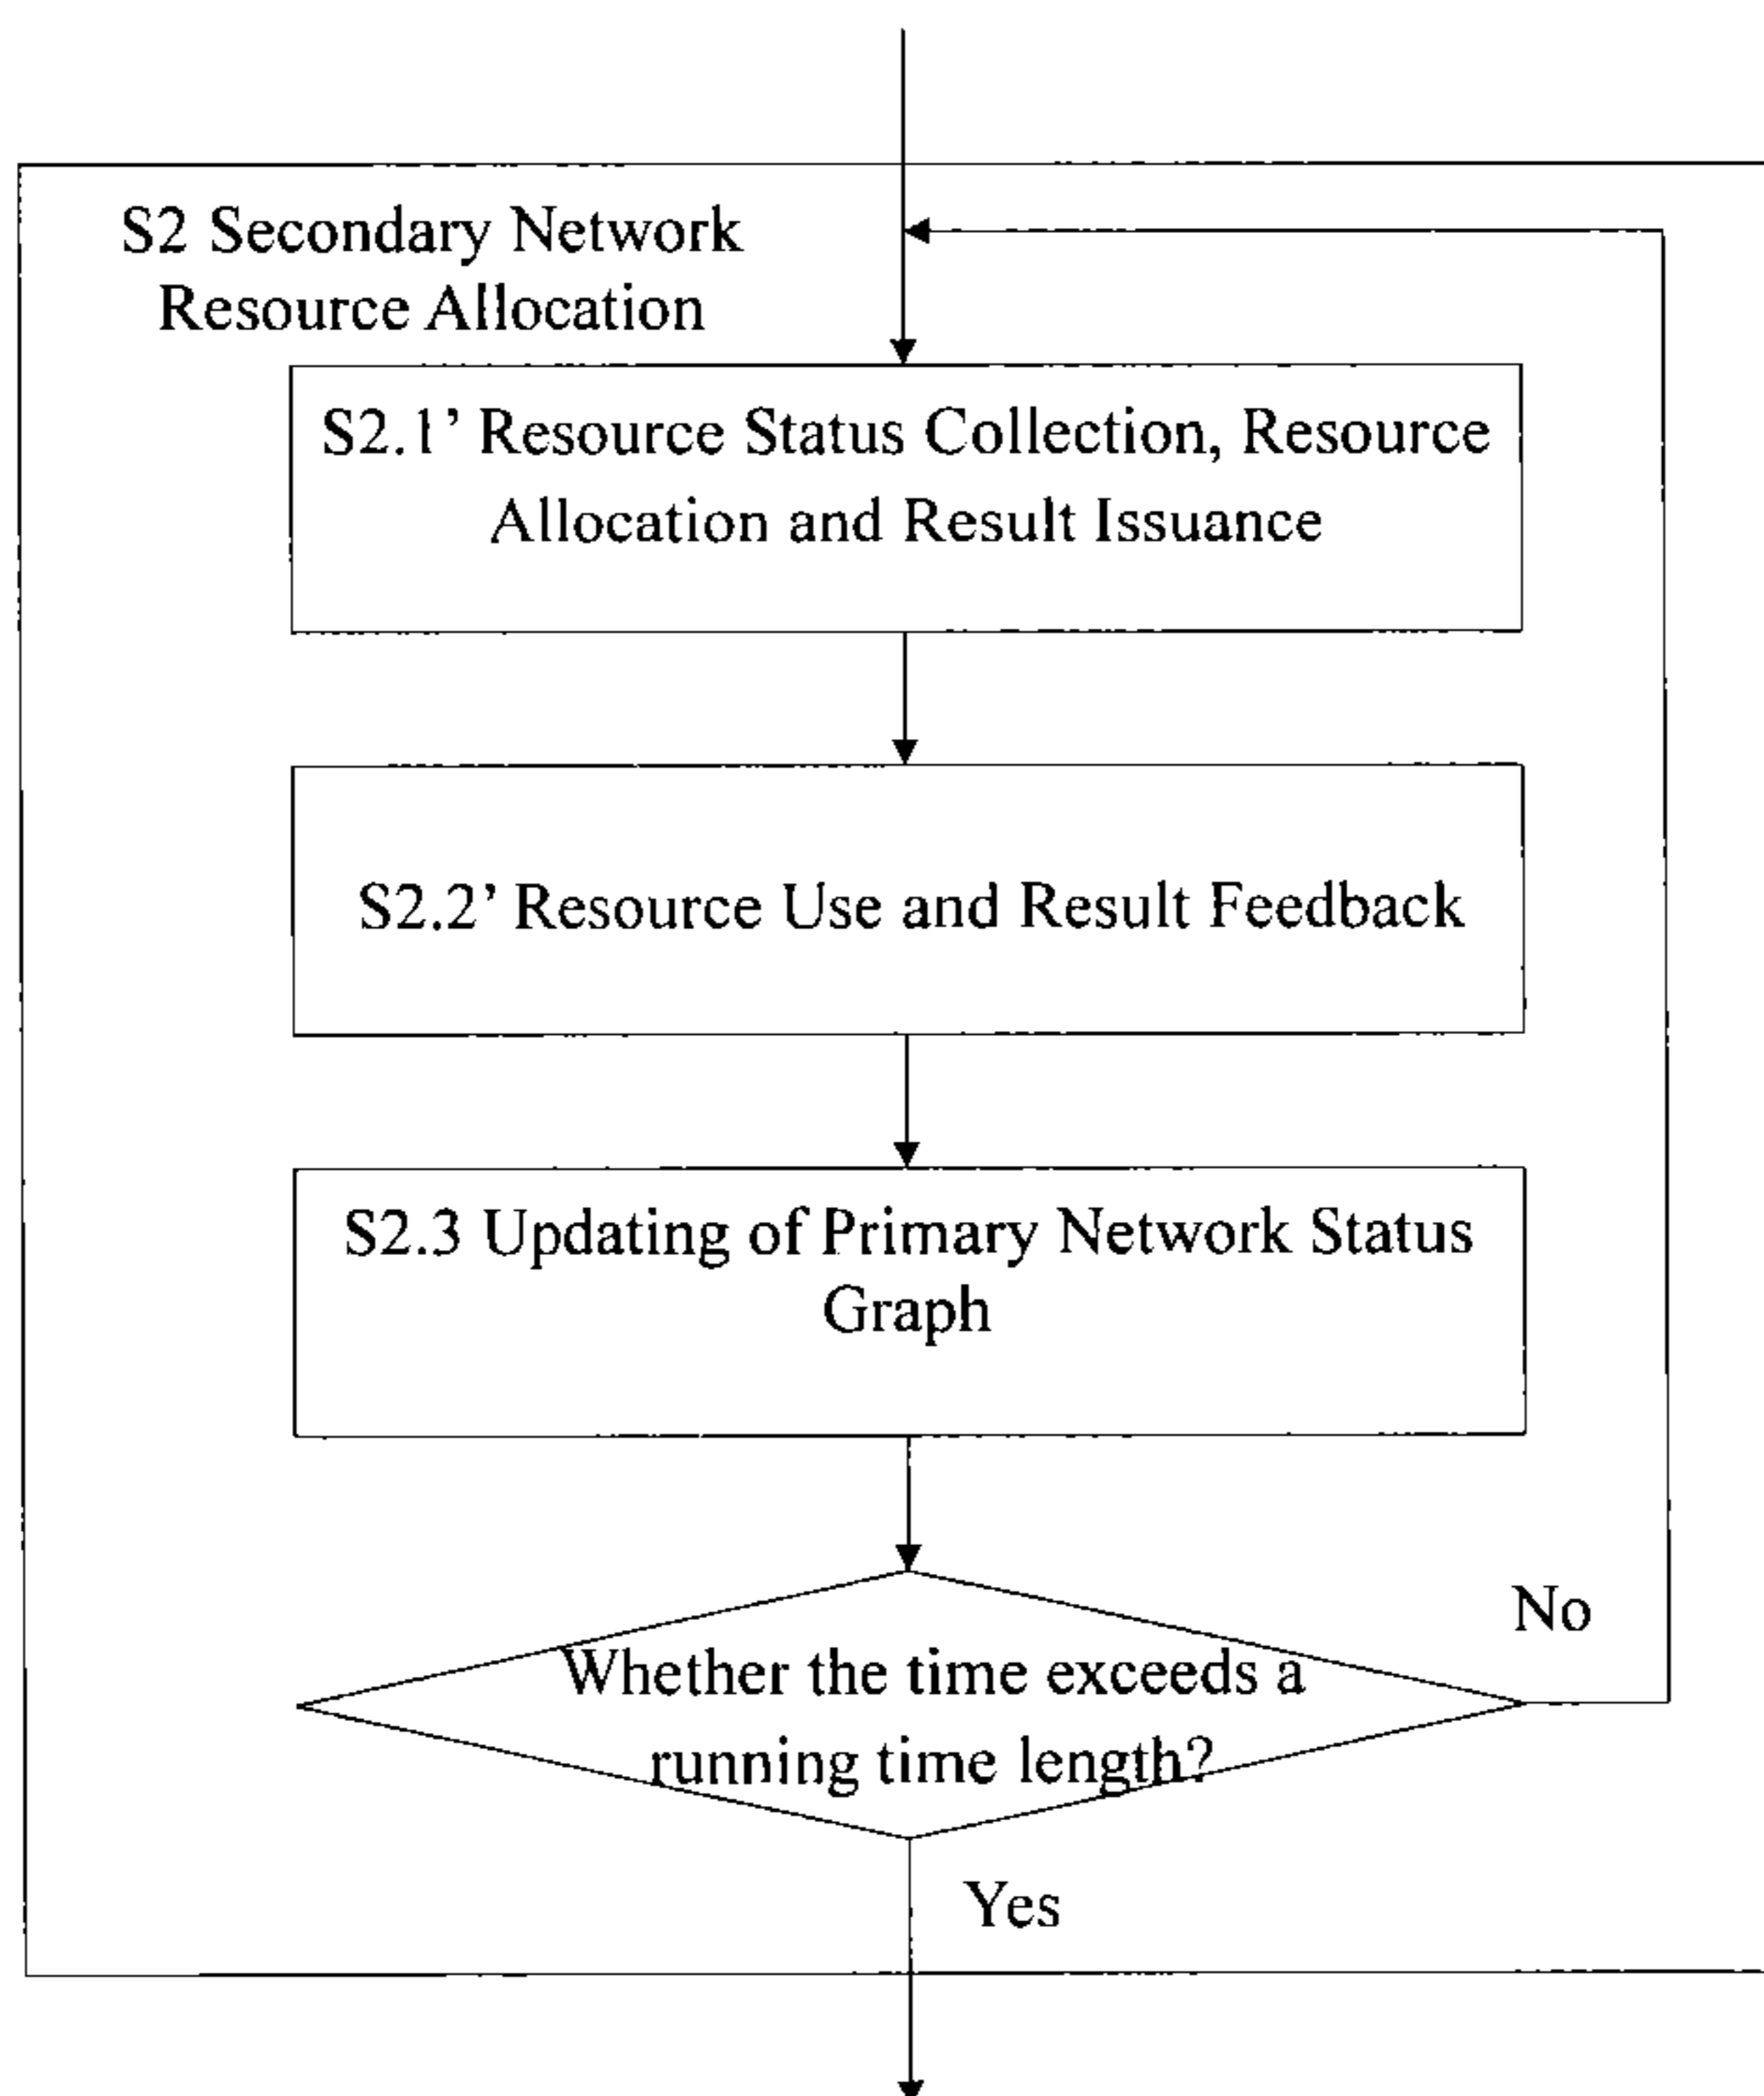 S2 Secondary Network
Resource Allocation
S2.1’ Resource Status Collection, Resource
Allocation and Result Issuance
S2.2’ Resource Use and Result Feedback
S2.3 Updating of Primary Network Status
Graph
No
Whether the time exceeds a
running time length?
Yes